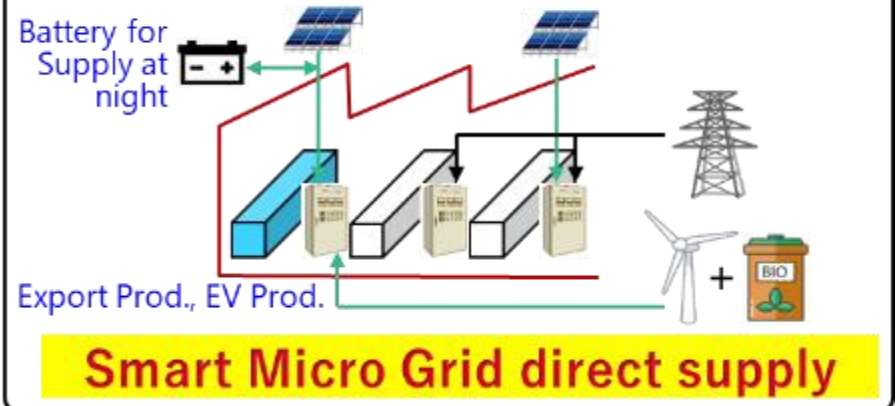 Battery for
Supply at
night
BIO
+
Export Prod., EV Prod.
Smart Micro Grid direct supply